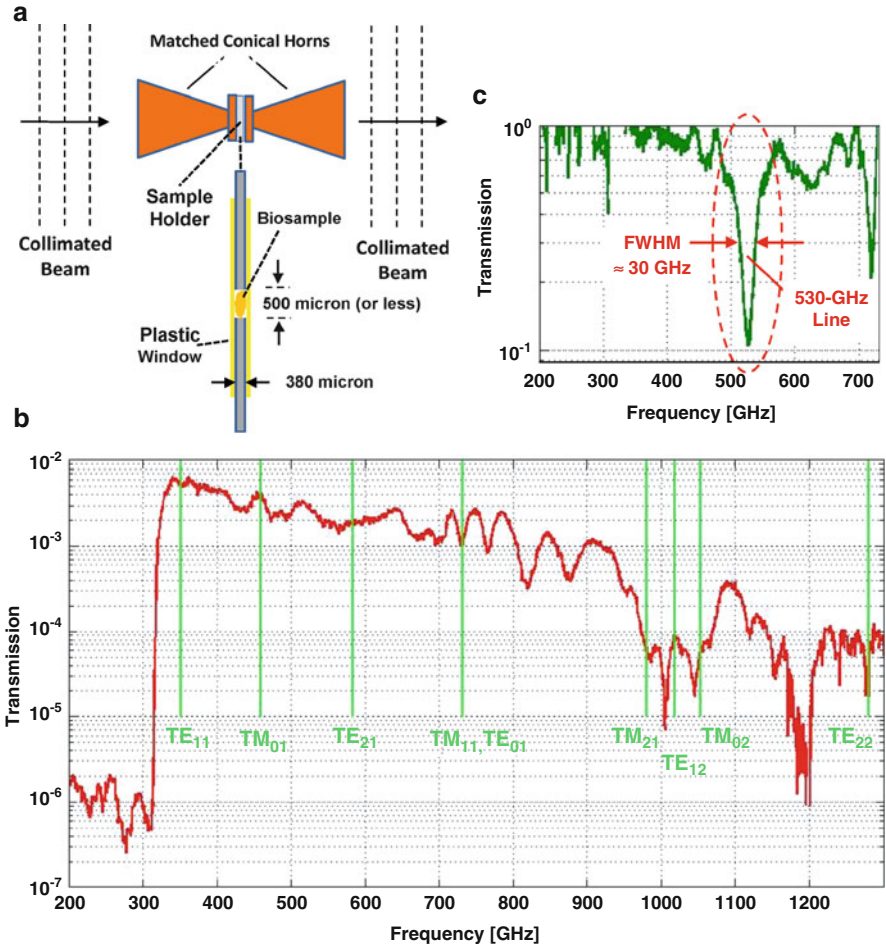 a
Matched Conical Horns
Sample
Holder
Biosample
Collimated
Beam
Collimated
Beam
500 micron (or less)
Plastic
Window
380 micron
c
Transmission
10^0
10^-1
FWHM
≈ 30 GHz
530-GHz
Line
200 300 400 500 600 700
Frequency [GHz]
b
Transmission
10^-2
10^-3
10^-4
10^-5
10^-6
10^-7
TE11
TM01
TE21
TM11,TE01
TM21
TE12
TM02
TE22
200 300 400 500 600 700 800 900 1000 1100 1200
Frequency [GHz]